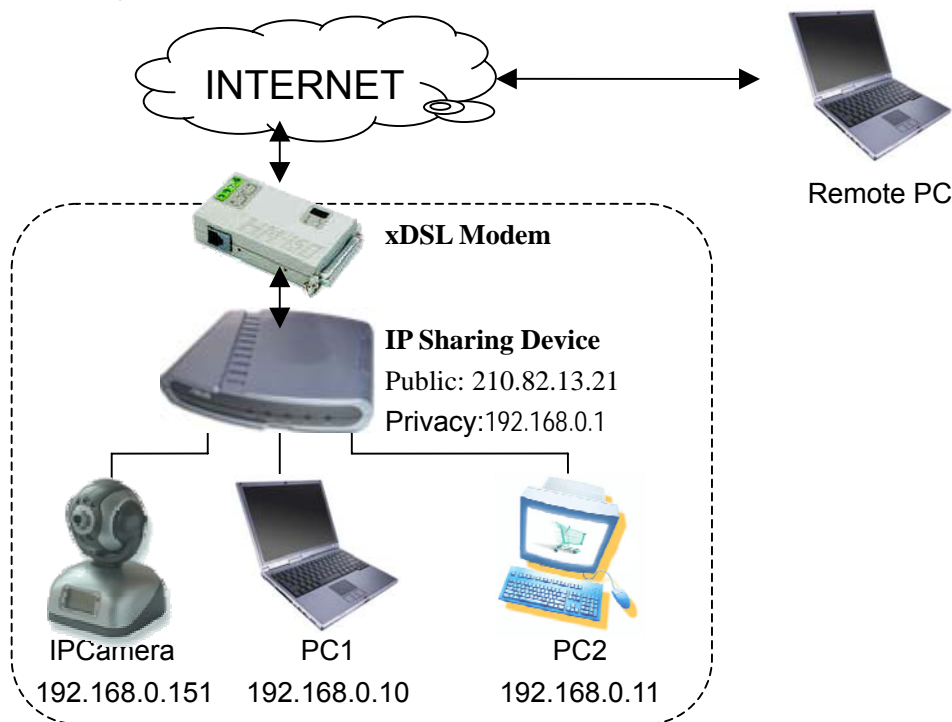 INTERNET
Remote PC
xDSL Modem
IP Sharing Device
Public: 210.82.13.21
Privacy:192.168.0.1
IPCamera
PC1
PC2
192.168.0.151
192.168.0.10
192.168.0.11